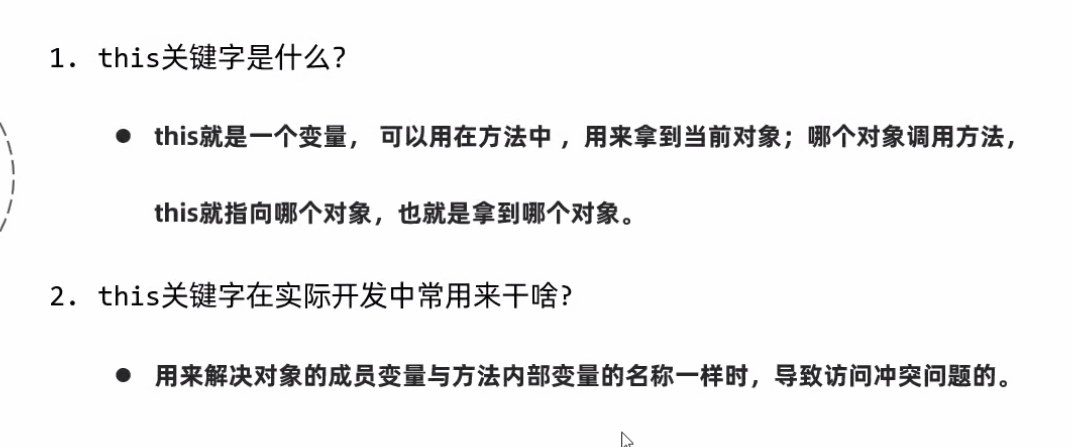 1. this关键字是什么?
● this就是一个变量， 可以用在方法中 ，用来拿到当前对象；哪个对象调用方法，
this就指向哪个对象，也就是拿到哪个对象。
2. this关键字在实际开发中常用来干啥?
● 用来解决对象的成员变量与方法内部变量的名称一样时，导致访问冲突问题的。